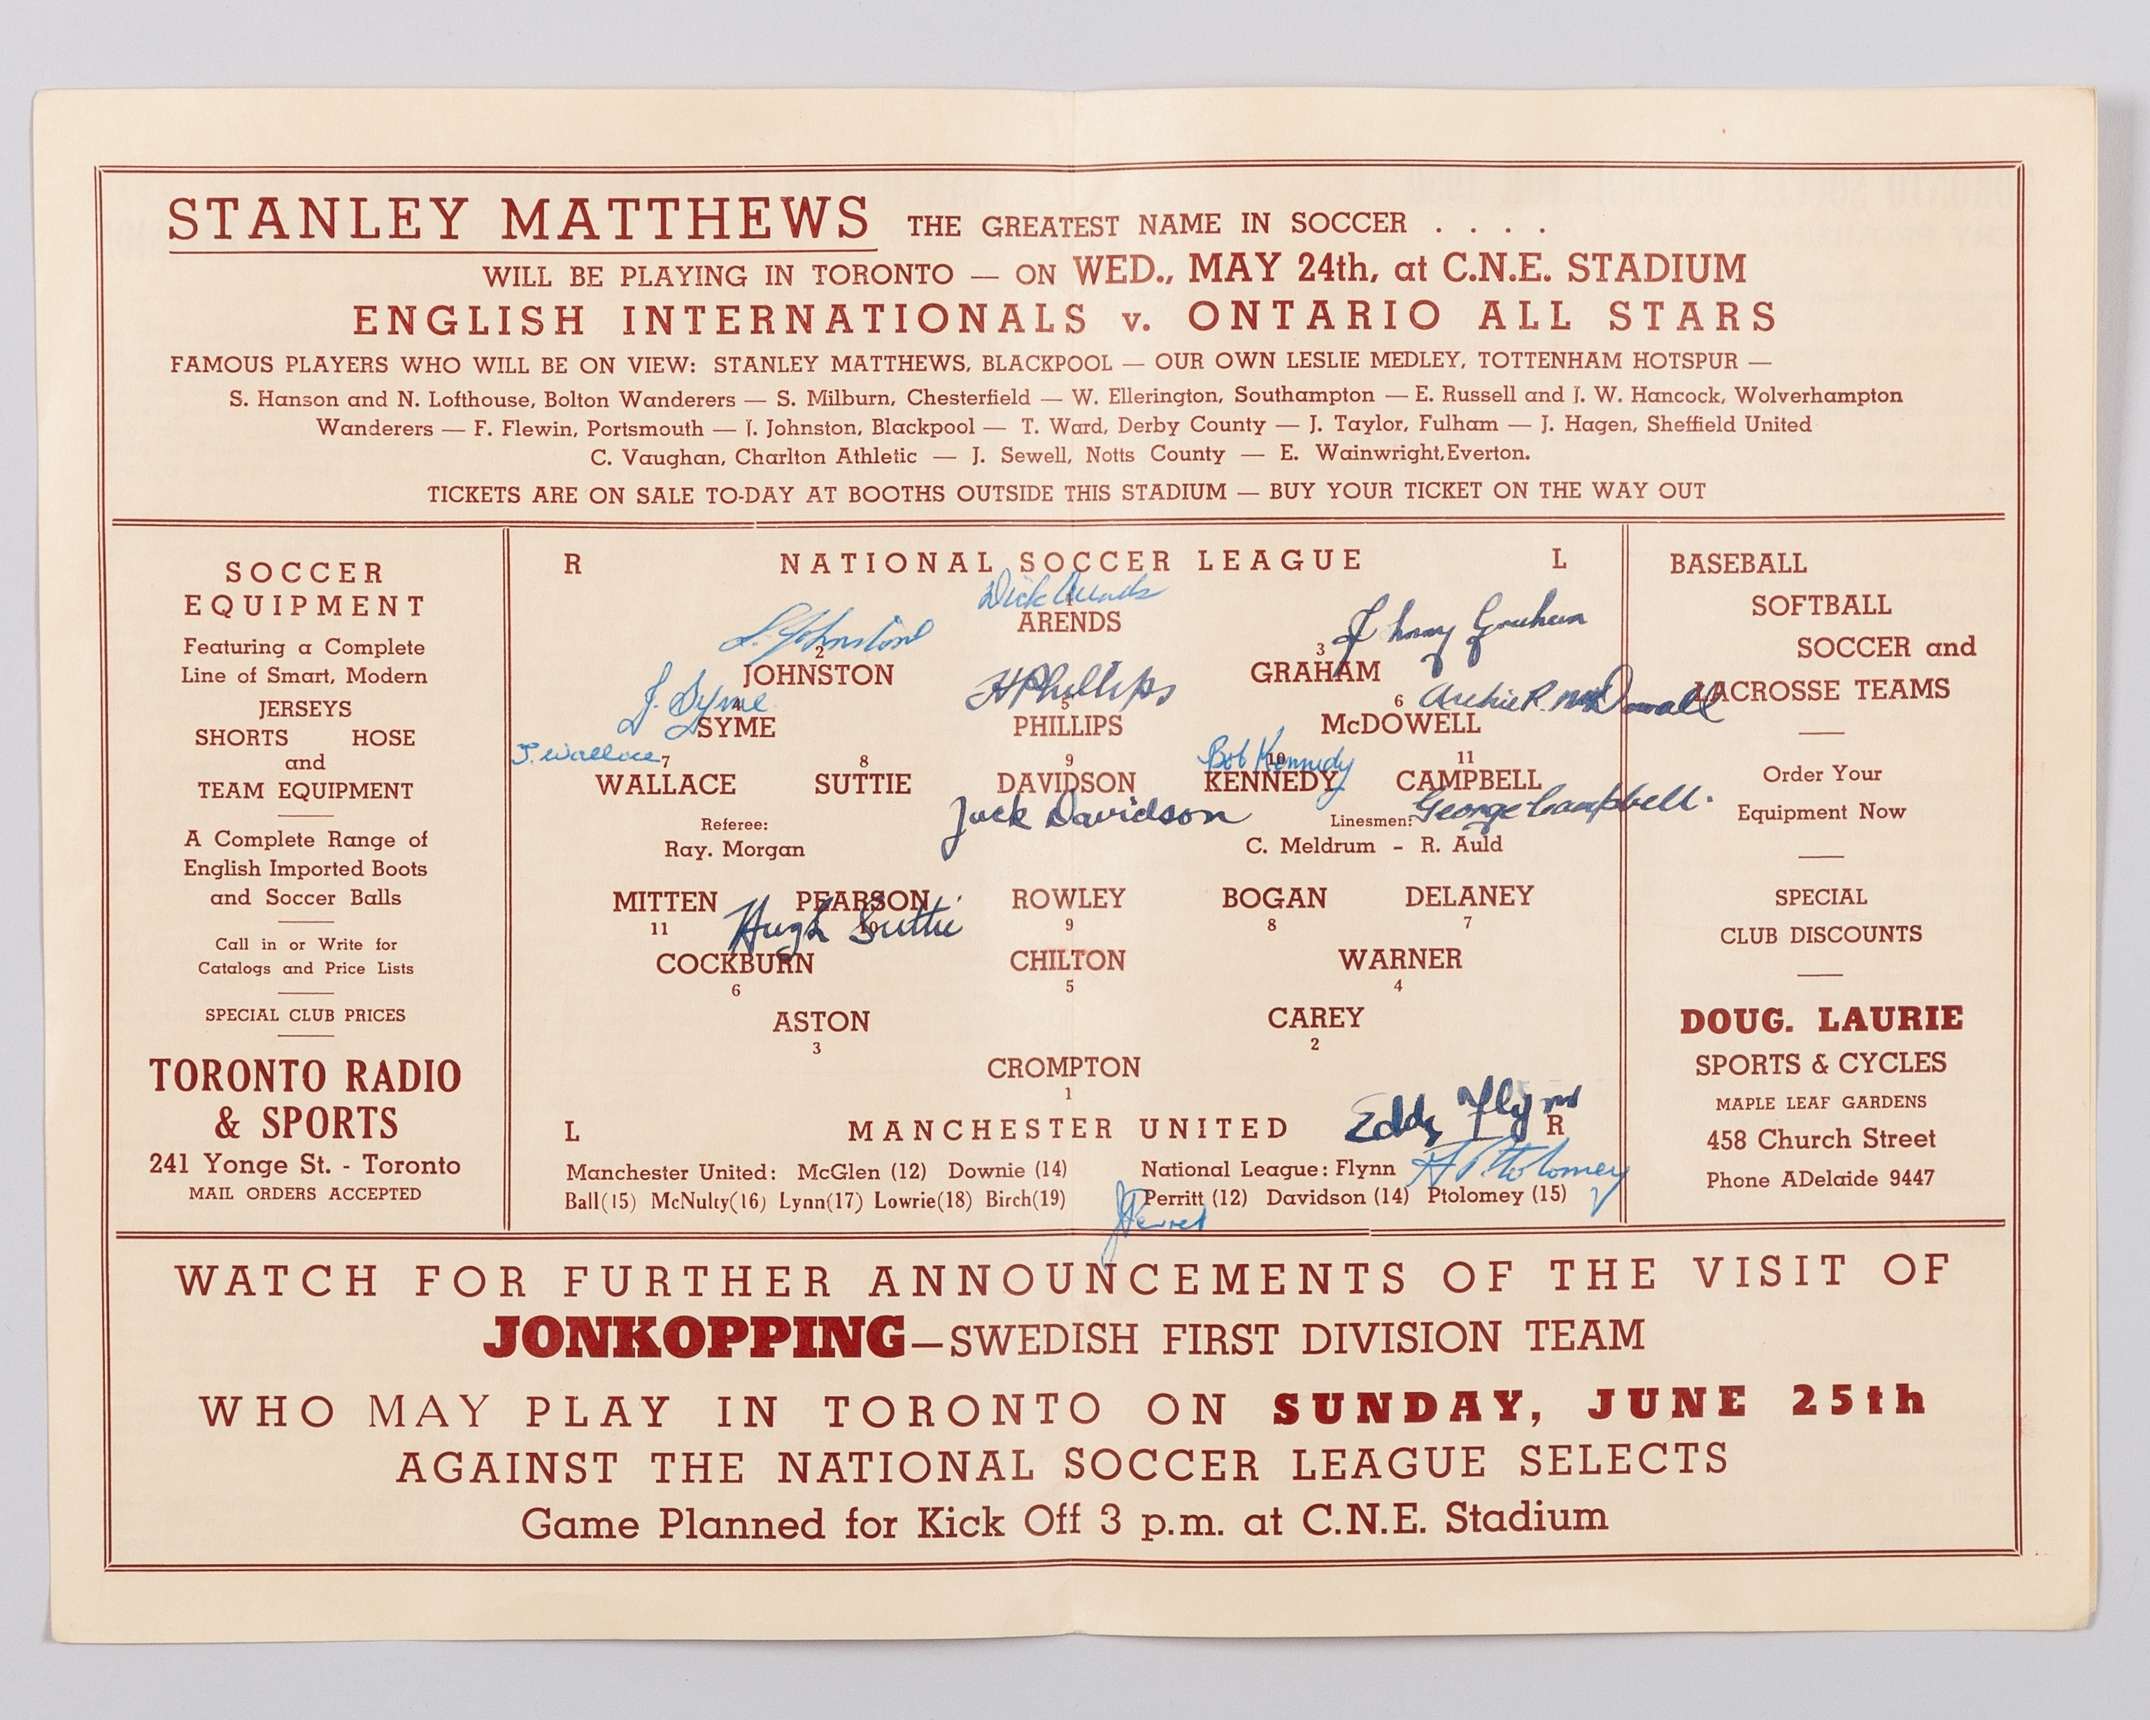 STANLEY MATTHEWS THE GREATEST NAME IN SOCCER . . . .
WILL BE PLAYING IN TORONTO — ON WED., MAY 24th, at C.N.E. STADIUM
ENGLISH INTERNATIONALS v. ONTARIO ALL STARS
FAMOUS PLAYERS WHO WILL BE ON VIEW: STANLEY MATTHEWS, BLACKPOOL — OUR OWN LESLIE MEDLEY, TOTTENHAM HOTSPUR —
S. Hanson and N. Lofthouse, Bolton Wanderers — S. Milburn, Chesterfield — W. Ellerington, Southampton — E. Russell and J. W. Hancock, Wolverhampton
Wanderers — F. Flewin, Portsmouth — J. Johnston, Blackpool — T. Ward, Derby County — J. Taylor, Fulham — J. Hagen, Sheffield United
C. Vaughan, Charlton Athletic — J. Sewell, Notts County — E. Wainwright, Everton.
TICKETS ARE ON SALE TO-DAY AT BOOTHS OUTSIDE THIS STADIUM — BUY YOUR TICKET ON THE WAY OUT
SOCCER
EQUIPMENT
Featuring a Complete
Line of Smart, Modern
JERSEYS
SHORTS HOSE
and
TEAM EQUIPMENT
A Complete Range of
English Imported Boots
and Soccer Balls
Call in or Write for
Catalogs and Price Lists
SPECIAL CLUB PRICES
TORONTO RADIO
& SPORTS
241 Yonge St. - Toronto
MAIL ORDERS ACCEPTED
R NATIONAL SOCCER LEAGUE L
Dick Arends
1
ARENDS
L. Johnston Johnny Graham
2 3
JOHNSTON GRAHAM
J. Syme H Phillips Archie R. McDowall
4 5 6
SYME PHILLIPS McDOWELL
J. Wallace Bob Kennedy
7 8 9 10 11
WALLACE SUTTIE DAVIDSON KENNEDY CAMPBELL
Jack Davidson George Campbell.
Referee: Linesmen:
Ray. Morgan C. Meldrum - R. Auld
MITTEN PEARSON ROWLEY BOGAN DELANEY
11 10 9 8 7
Hugh Suttie
COCKBURN CHILTON WARNER
6 5 4
ASTON CAREY
3 2
CROMPTON
1
Eddy Flynn
L MANCHESTER UNITED R
Manchester United: McGlen (12) Downie (14)
Ball(15) McNulty(16) Lynn(17) Lowrie(18) Birch(19)
National League: Flynn
Perritt (12) Davidson (14) Ptolomey (15)
BASEBALL
SOFTBALL
SOCCER and
LACROSSE TEAMS
Order Your
Equipment Now
SPECIAL
CLUB DISCOUNTS
DOUG. LAURIE
SPORTS & CYCLES
MAPLE LEAF GARDENS
458 Church Street
Phone ADelaide 9447
WATCH FOR FURTHER ANNOUNCEMENTS OF THE VISIT OF
JONKOPPING—SWEDISH FIRST DIVISION TEAM
WHO MAY PLAY IN TORONTO ON SUNDAY, JUNE 25th
AGAINST THE NATIONAL SOCCER LEAGUE SELECTS
Game Planned for Kick Off 3 p.m. at C.N.E. Stadium